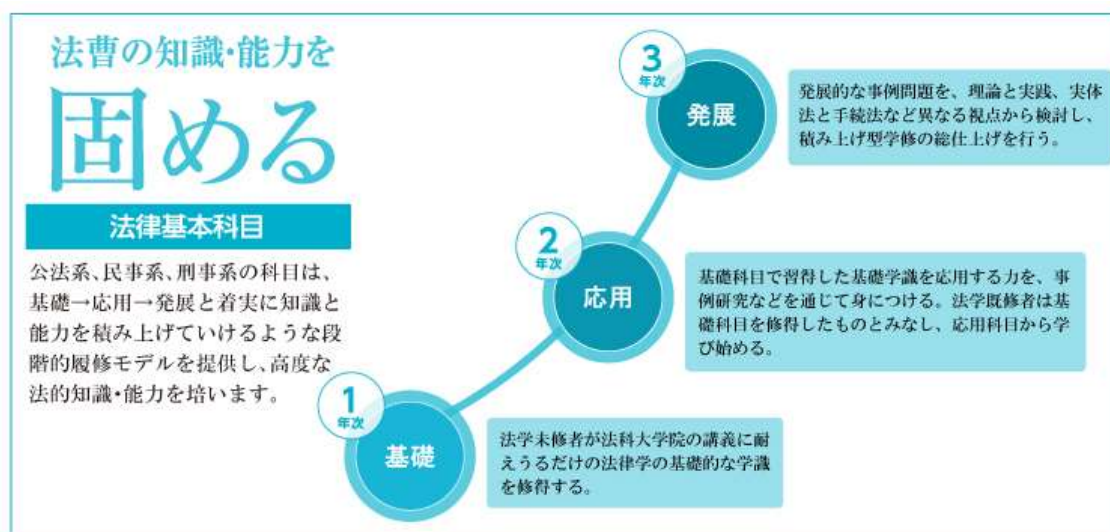 法曹の知識・能力を
固める
法律基本科目
公法系、民事系、刑事系の科目は、
基礎→応用→発展と着実に知識と
能力を積み上げていけるような段
階的履修モデルを提供し、高度な
法的知識・能力を培います。
3
年次
発展
発展的な事例問題を、理論と実践、実体
法と手続法など異なる視点から検討し、
積み上げ型学修の総仕上げを行う。
2
年次
応用
基礎科目で習得した基礎学識を応用する力を、事
例研究などを通じて身につける。法学既修者は基
礎科目を修得したものとみなし、応用科目から学
び始める。
1
年次
基礎
法学未修者が法科大学院の講義に耐
えうるだけの法律学の基礎的な学識
を修得する。